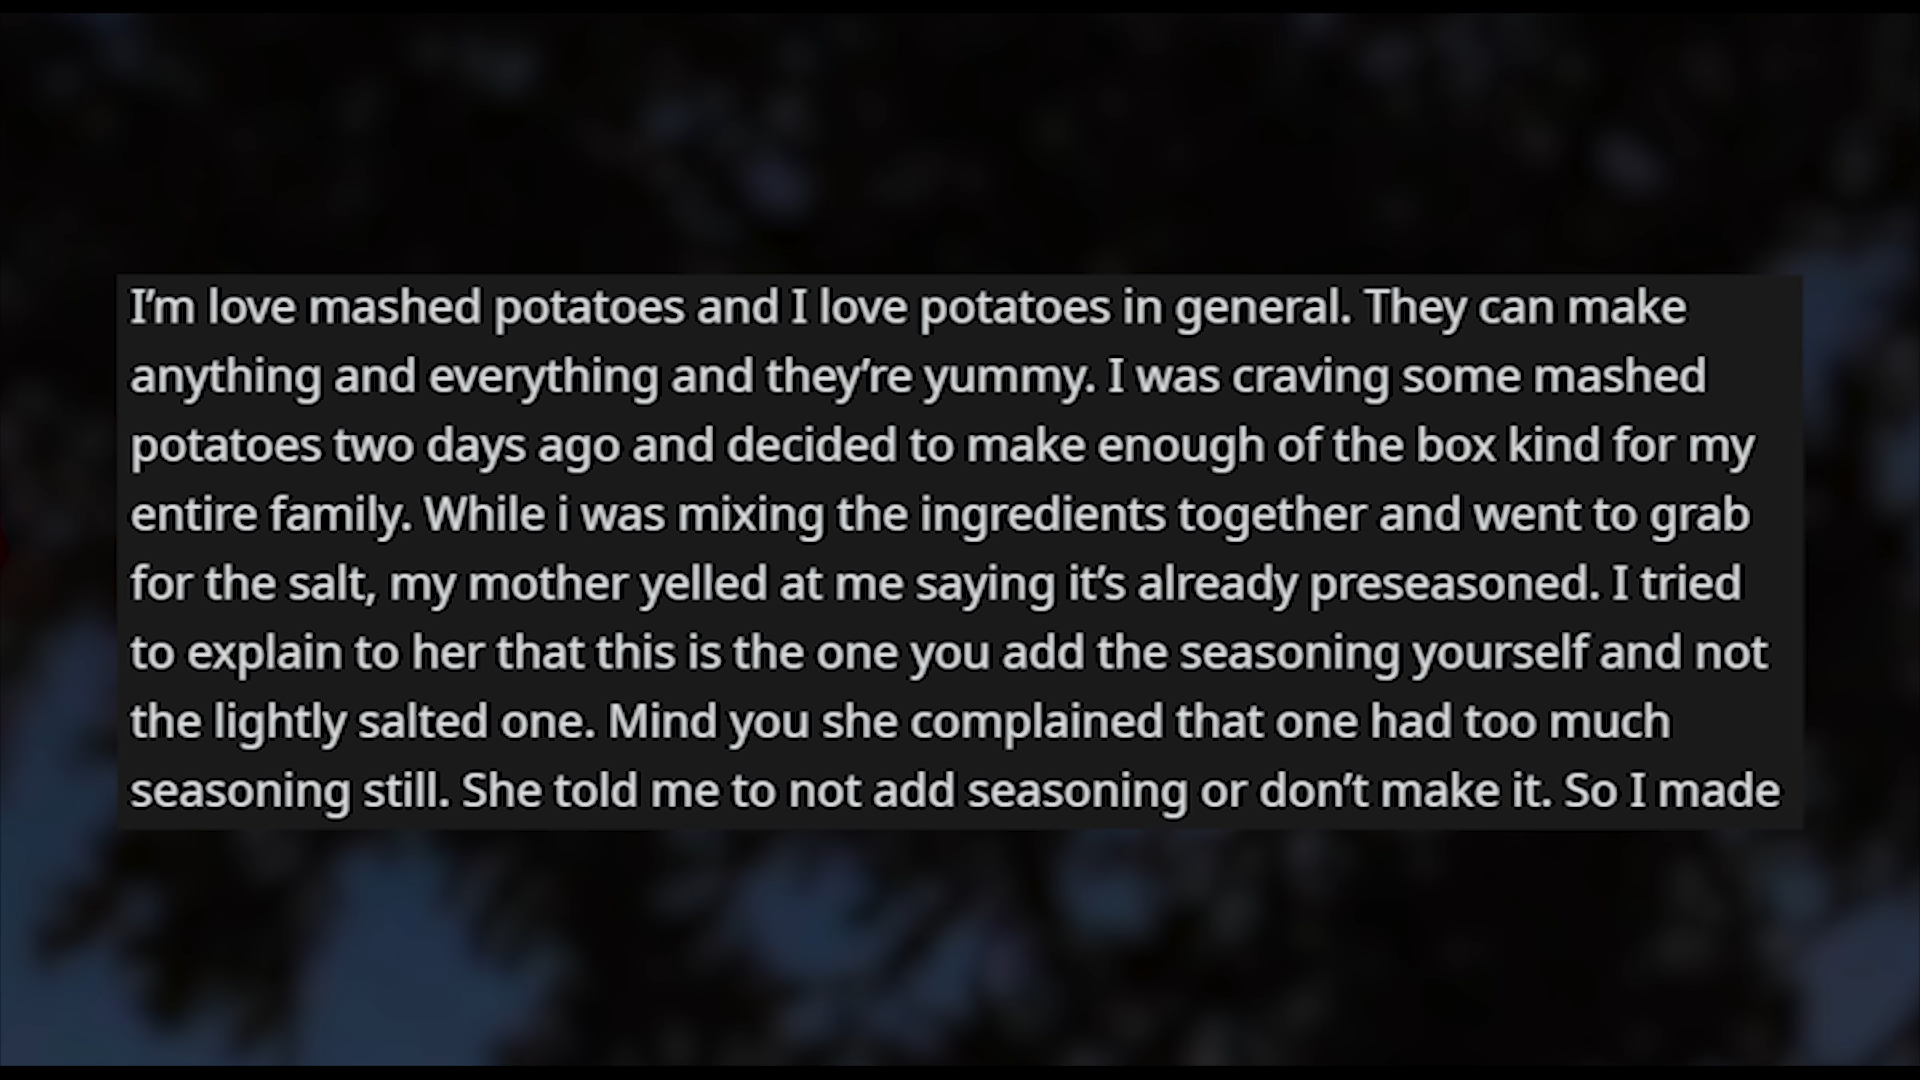 I’m love mashed potatoes and I love potatoes in general. They can make
anything and everything and they’re yummy. I was craving some mashed
potatoes two days ago and decided to make enough of the box kind for my
entire family. While i was mixing the ingredients together and went to grab
for the salt, my mother yelled at me saying it’s already preseasoned. I tried
to explain to her that this is the one you add the seasoning yourself and not
the lightly salted one. Mind you she complained that one had too much
seasoning still. She told me to not add seasoning or don’t make it. So I made